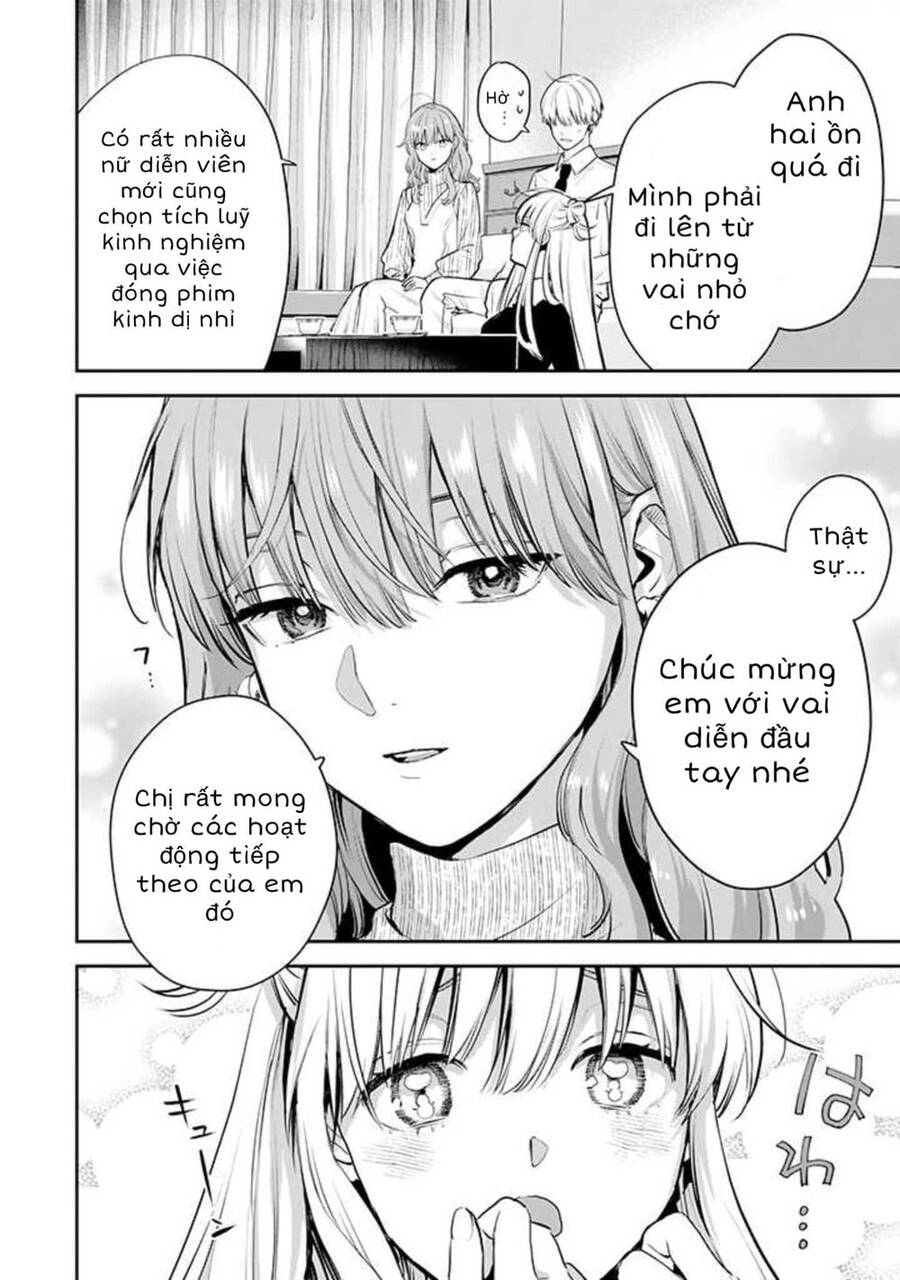 Anh
hai ồn
quá đi
Mình phải
đi lên từ
những
vai nhỏ
chớ
Hờ
...
Có rất nhiều
nữ diễn viên
mới cũng
chọn tích luỹ
kinh nghiệm
qua việc
đóng phim
kinh dị nhỉ
Thật
sự...
Chúc mừng
em với vai
diễn đầu
tay nhé
フ...
Chị rất mong
chờ các hoạt
động tiếp
theo của em
đó
はわ...
キュン